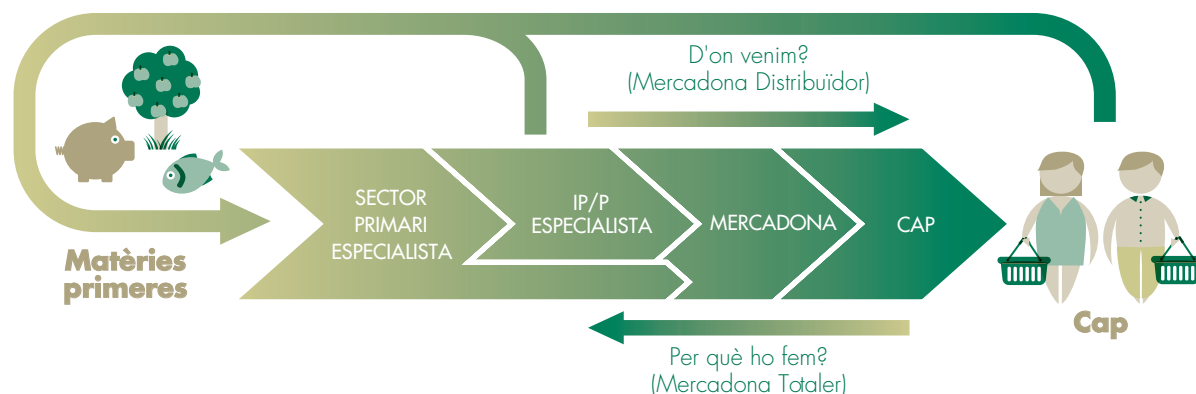 D'on venim?
(Mercadona Distribuïdor)
SECTOR
PRIMARI
ESPECIALISTA
IP/P
ESPECIALISTA
MERCADONA
CAP
Matèries
primeres
Cap
Per què ho fem?
(Mercadona Totaler)